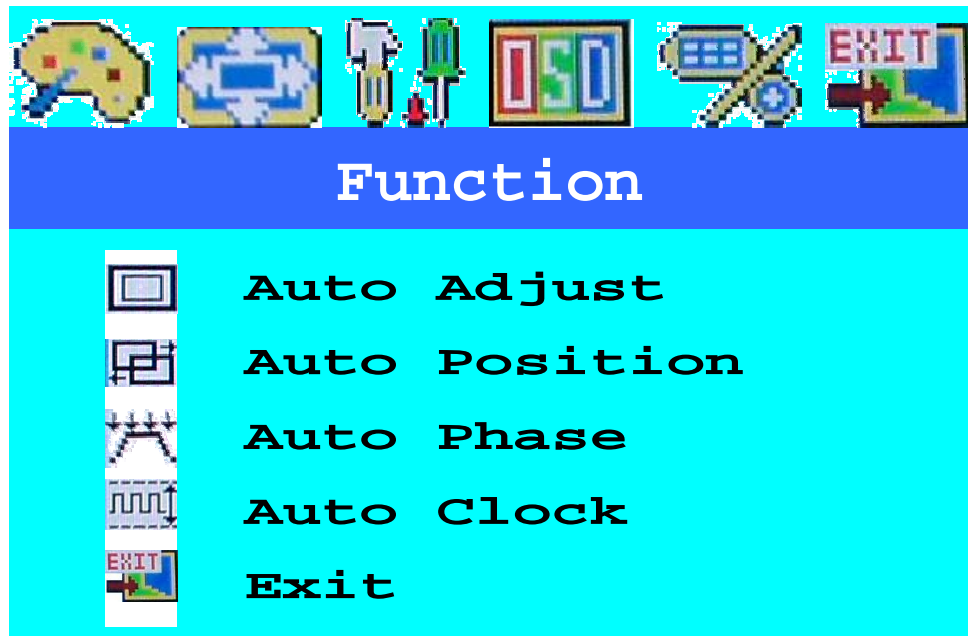 OSD EXIT
Function
Auto Adjust
Auto Position
Auto Phase
Auto Clock
EXIT Exit